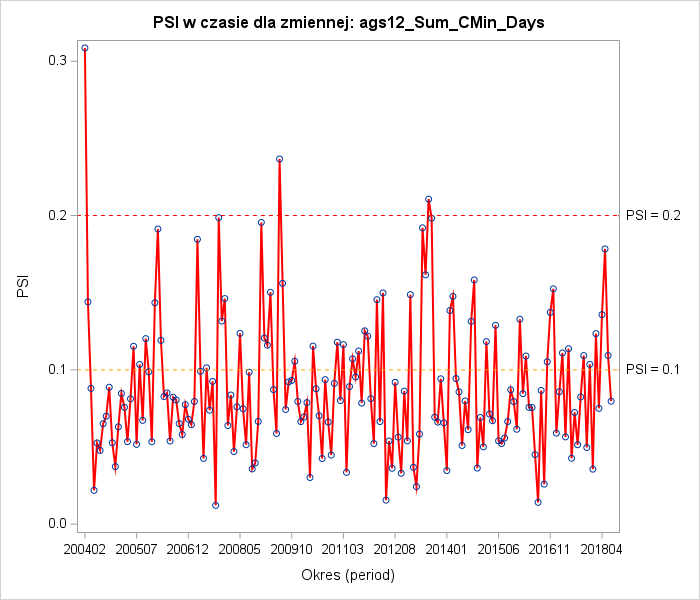 PSI w czasie dla zmiennej: ags12_Sum_CMin_Days
0.3
0.2
0.1
0.0
PSI
PSI = 0.2
PSI = 0.1
200402 200507 200612 200805 200910 201103 201208 201401 201506 201611 201804
Okres (period)